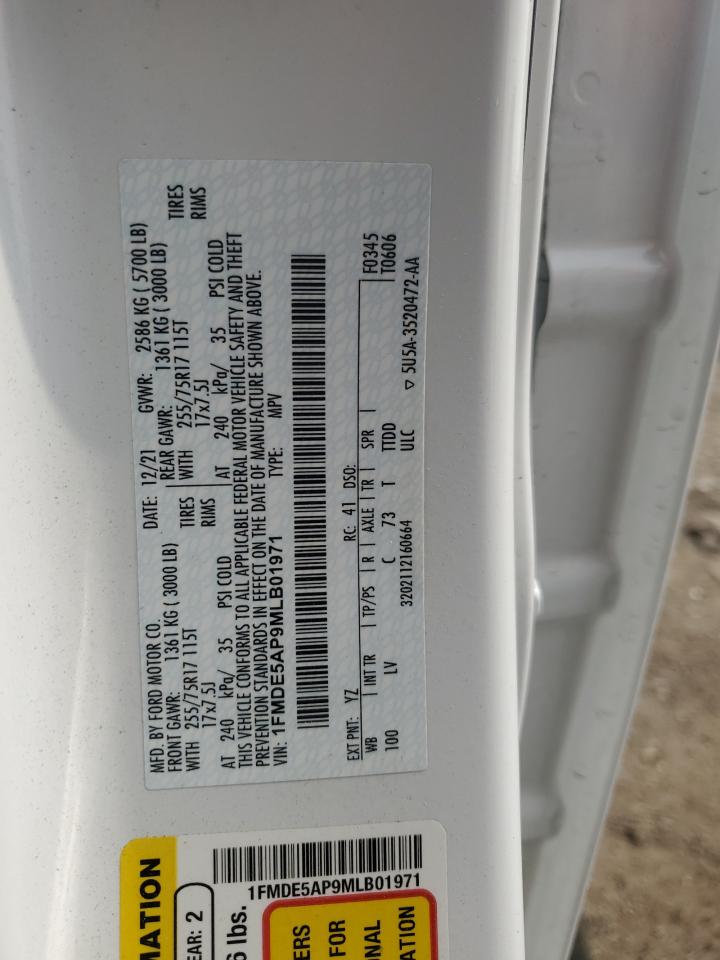 MFD. BY FORD MOTOR CO. DATE: 12/21 GVWR: 2586 KG ( 5700 LB)
FRONT GAWR: 1361 KG ( 3000 LB) REAR GAWR: 1361 KG ( 3000 LB)
WITH 255/75R17 115T TIRES WITH 255/75R17 115T TIRES
17x7.5J RIMS 17x7.5J RIMS
AT 240 kPa/ 35 PSI COLD AT 240 kPa/ 35 PSI COLD
THIS VEHICLE CONFORMS TO ALL APPLICABLE FEDERAL MOTOR VEHICLE SAFETY AND THEFT
PREVENTION STANDARDS IN EFFECT ON THE DATE OF MANUFACTURE SHOWN ABOVE.
VIN: 1FMDE5AP9MLB01971 TYPE: MPV
EXT PNT: YZ RC: 41 DSO: F0345
WB INT TR TP/PS R AXLE TR SPR T0606
100 LV C 73 T TTDD
3202112160664 ULC ▽ 5U5A-3520472-AA
MATION
EAR: 2
6 lbs.
1FMDE5AP9MLB01971
ERS
FOR
ONAL
ATION